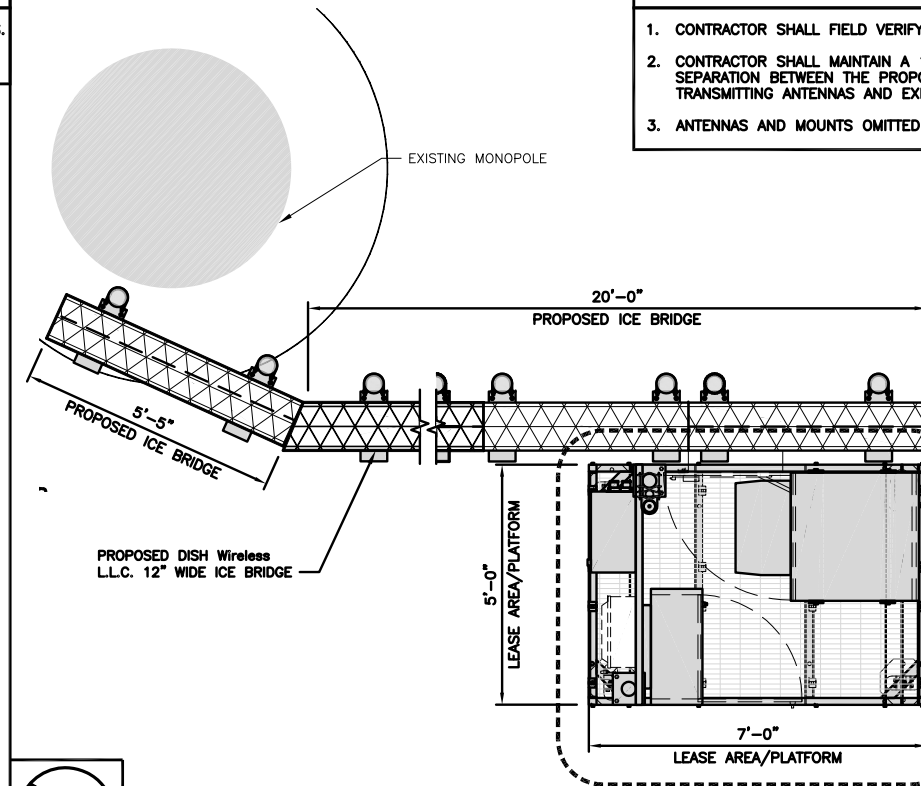 1. CONTRACTOR SHALL FIELD VERIFY
2. CONTRACTOR SHALL MAINTAIN A
SEPARATION BETWEEN THE PROPO
TRANSMITTING ANTENNAS AND EXI
3. ANTENNAS AND MOUNTS OMITTED
EXISTING MONOPOLE
20'-0"
PROPOSED ICE BRIDGE
5'-5"
PROPOSED ICE BRIDGE
PROPOSED DISH Wireless
L.L.C. 12" WIDE ICE BRIDGE
5'-0"
LEASE AREA/PLATFORM
7'-0"
LEASE AREA/PLATFORM